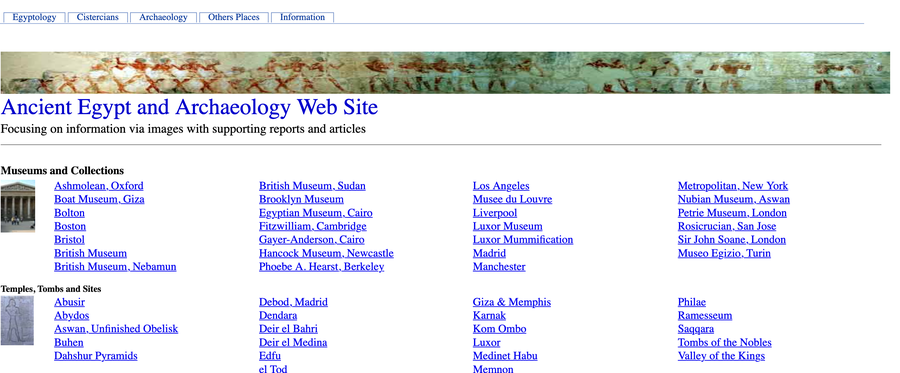 Egyptology Cistercians Archaeology Others Places Information
Ancient Egypt and Archaeology Web Site
Focusing on information via images with supporting reports and articles
Museums and Collections
Ashmolean, Oxford British Museum, Sudan Los Angeles Metropolitan, New York
Boat Museum, Giza Brooklyn Museum Musee du Louvre Nubian Museum, Aswan
Bolton Egyptian Museum, Cairo Liverpool Petrie Museum, London
Boston Fitzwilliam, Cambridge Luxor Museum Rosicrucian, San Jose
Bristol Gayer-Anderson, Cairo Luxor Mummification Sir John Soane, London
British Museum Hancock Museum, Newcastle Madrid Museo Egizio, Turin
British Museum, Nebamun Phoebe A. Hearst, Berkeley Manchester
Temples, Tombs and Sites
Abusir Debod, Madrid Giza & Memphis Philae
Abydos Dendara Karnak Ramesseum
Aswan, Unfinished Obelisk Deir el Bahri Kom Ombo Saqqara
Buhen Deir el Medina Luxor Tombs of the Nobles
Dahshur Pyramids Edfu Medinet Habu Valley of the Kings
el Tod Memnon